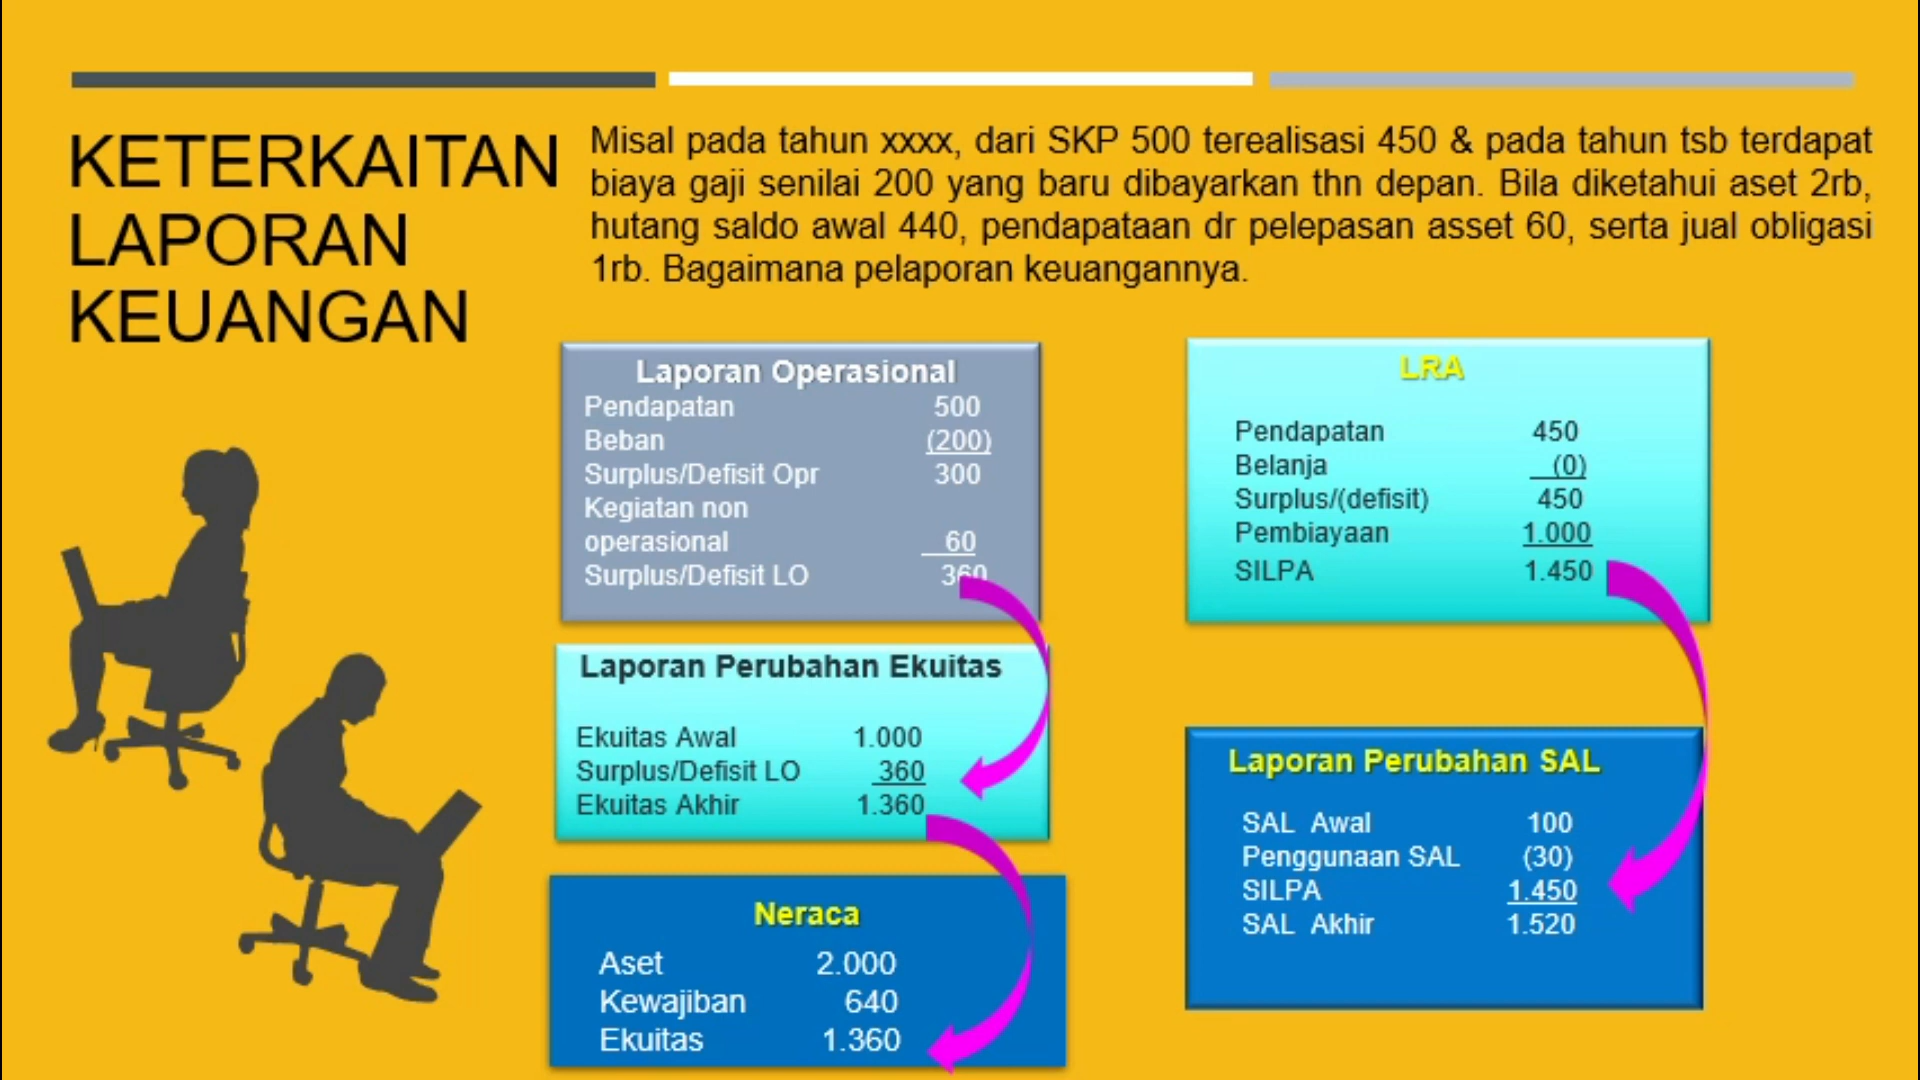 KETERKAITAN
LAPORAN
KEUANGAN
Misal pada tahun xxxx, dari SKP 500 terealisasi 450 & pada tahun tsb terdapat
biaya gaji senilai 200 yang baru dibayarkan thn depan. Bila diketahui aset 2rb,
hutang saldo awal 440, pendapataan dr pelepasan asset 60, serta jual obligasi
1rb. Bagaimana pelaporan keuangannya.
Laporan Operasional
Pendapatan 500
Beban (200)
Surplus/Defisit Opr 300
Kegiatan non
operasional 60
Surplus/Defisit LO 360
Laporan Perubahan Ekuitas
Ekuitas Awal 1.000
Surplus/Defisit LO 360
Ekuitas Akhir 1.360
Neraca
Aset 2.000
Kewajiban 640
Ekuitas 1.360
LRA
Pendapatan 450
Belanja (0)
Surplus/(defisit) 450
Pembiayaan 1.000
SILPA 1.450
Laporan Perubahan SAL
SAL Awal 100
Penggunaan SAL (30)
SILPA 1.450
SAL Akhir 1.520